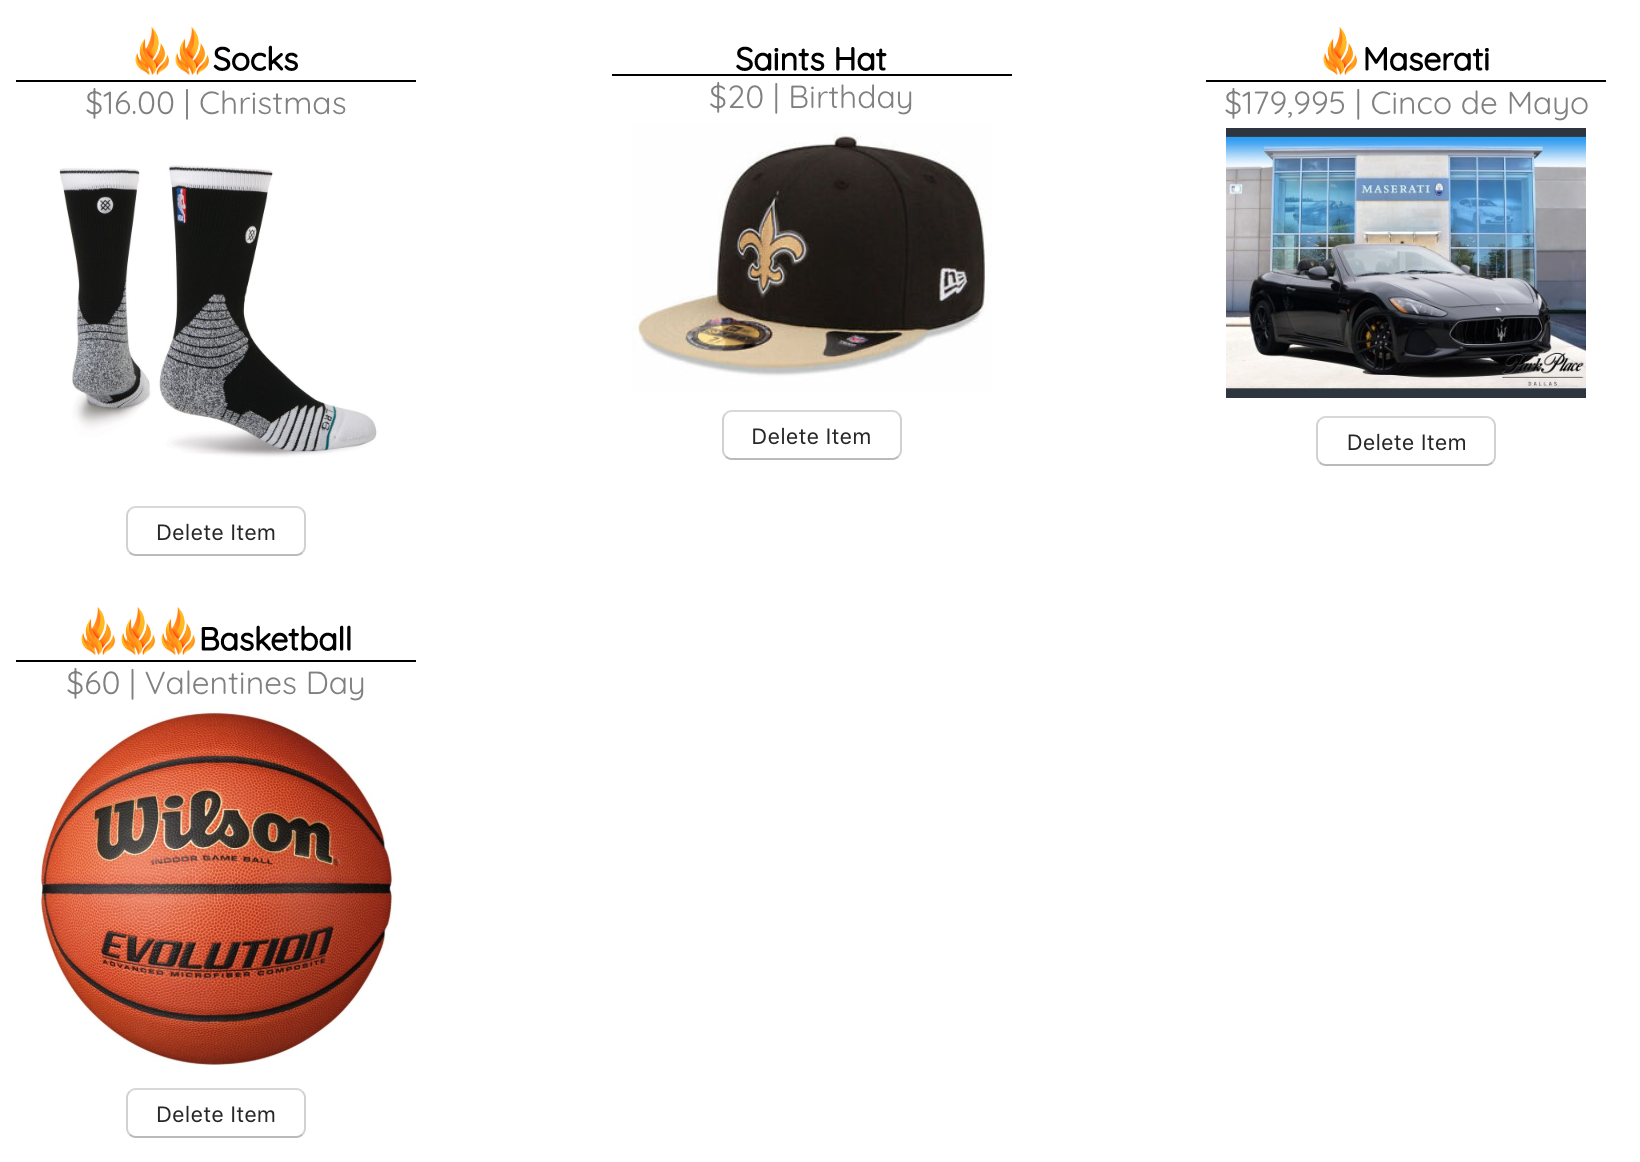 Socks
$16.00 | Christmas
LRG
Delete Item
Saints Hat
$20 | Birthday
Delete Item
Maserati
$179,995 | Cinco de Mayo
MASERATI
Park Place
DALLAS
Delete Item
Basketball
$60 | Valentines Day
Wilson
INDOOR GAME BALL
EVOLUTION
ADVANCED MICROFIBER COMPOSITE
Delete Item